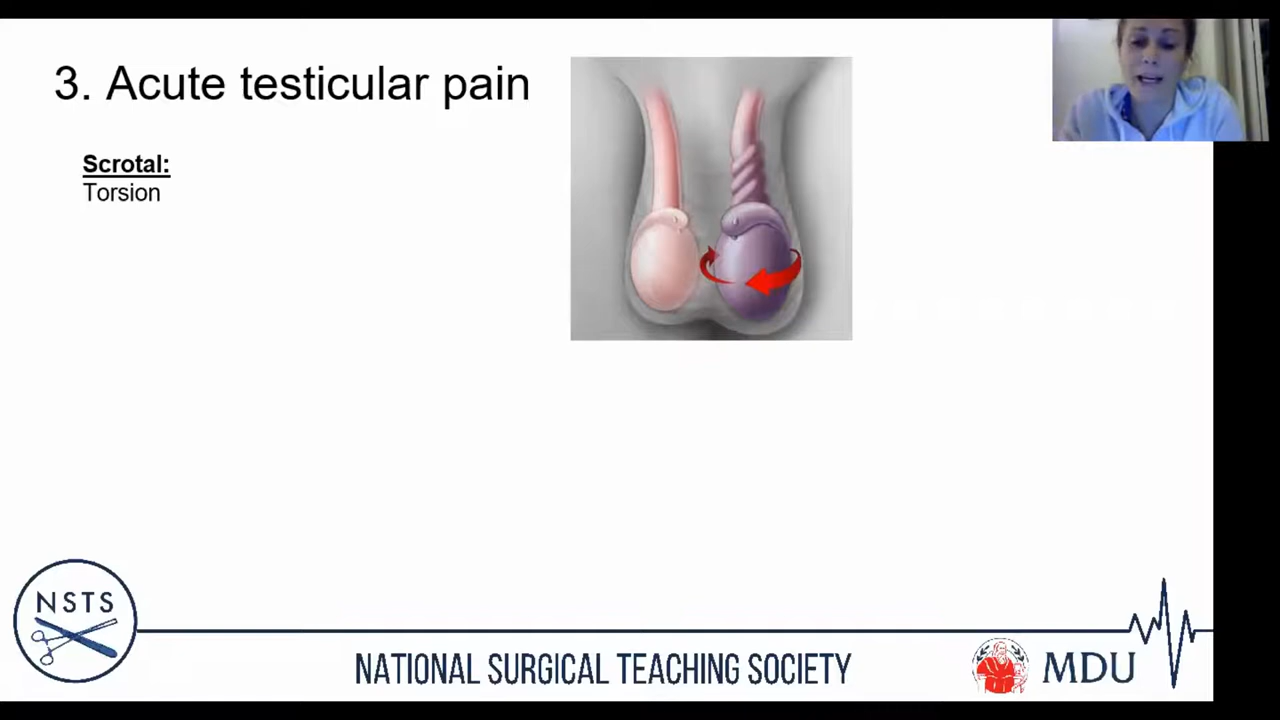 3. Acute testicular pain
Scrotal:
Torsion
NSTS
NATIONAL SURGICAL TEACHING SOCIETY
MDU